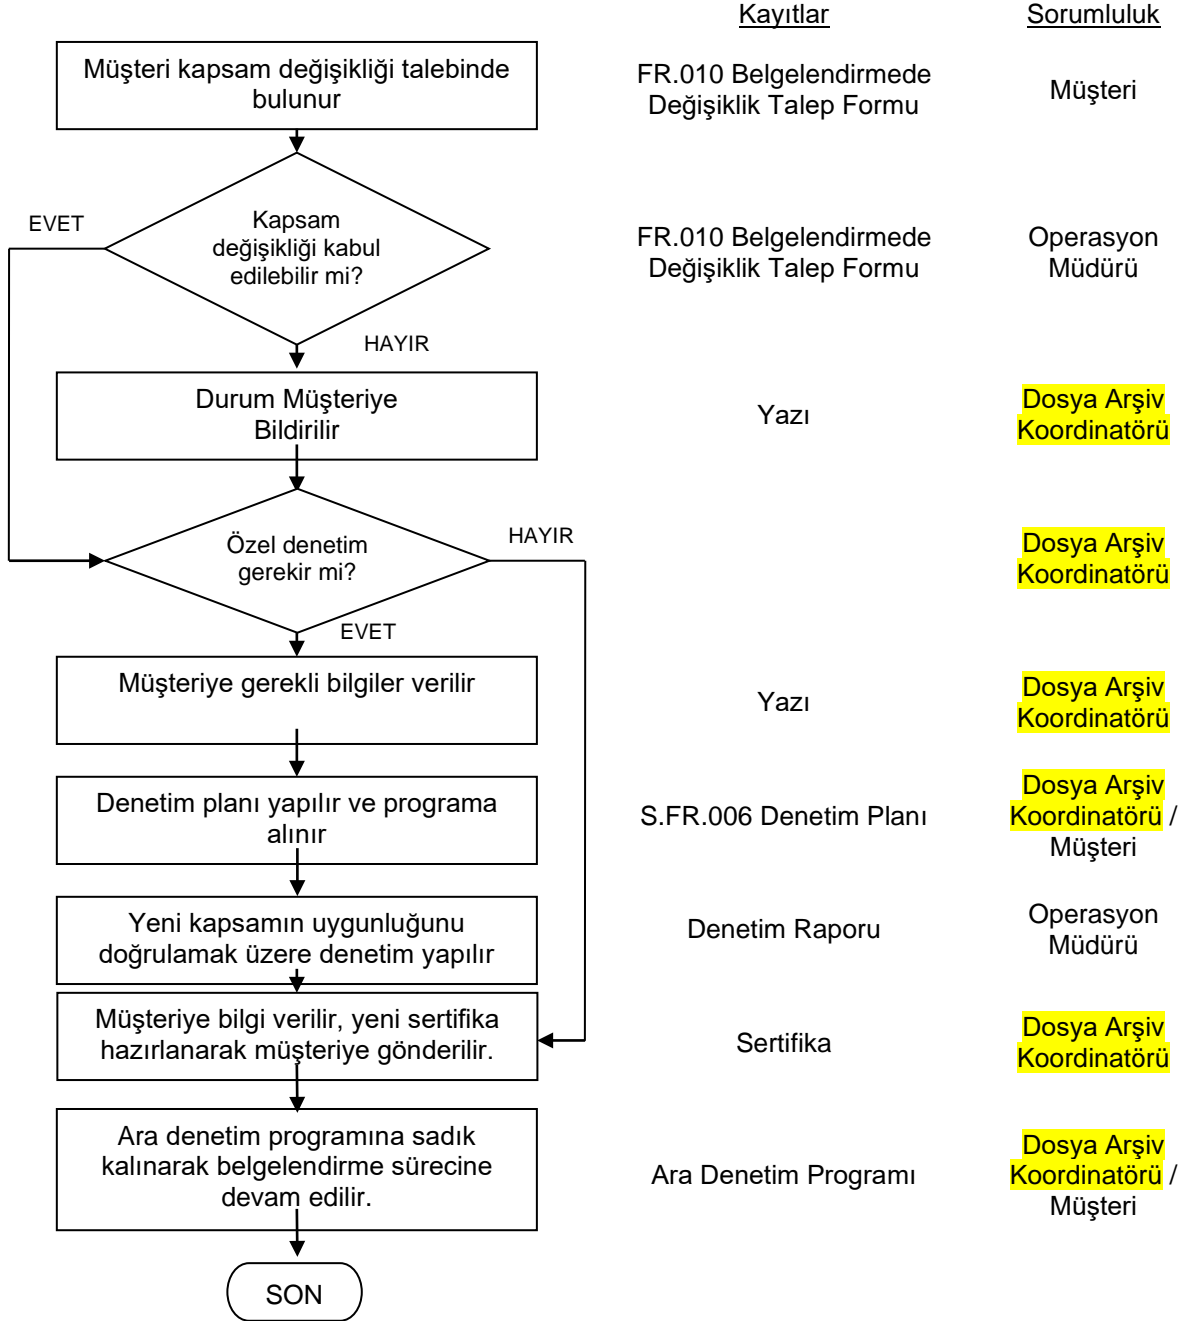 Kayıtlar
Sorumluluk
Müşteri kapsam değişikliği talebinde
bulunur
FR.010 Belgelendirmede
Değişiklik Talep Formu
Müşteri
EVET
Kapsam
değişikliği kabul
edilebilir mi?
FR.010 Belgelendirmede
Değişiklik Talep Formu
Operasyon
Müdürü
HAYIR
Durum Müşteriye
Bildirilir
Yazı
Dosya Arşiv
Koordinatörü
Özel denetim
gerekir mi?
HAYIR
Dosya Arşiv
Koordinatörü
EVET
Müşteriye gerekli bilgiler verilir
Yazı
Dosya Arşiv
Koordinatörü
Denetim planı yapılır ve programa
alınır
S.FR.006 Denetim Planı
Dosya Arşiv
Koordinatörü /
Müşteri
Yeni kapsamın uygunluğunu
doğrulamak üzere denetim yapılır
Denetim Raporu
Operasyon
Müdürü
Müşteriye bilgi verilir, yeni sertifika
hazırlanarak müşteriye gönderilir.
Sertifika
Dosya Arşiv
Koordinatörü
Ara denetim programına sadık
kalınarak belgelendirme sürecine
devam edilir.
Ara Denetim Programı
Dosya Arşiv
Koordinatörü /
Müşteri
SON